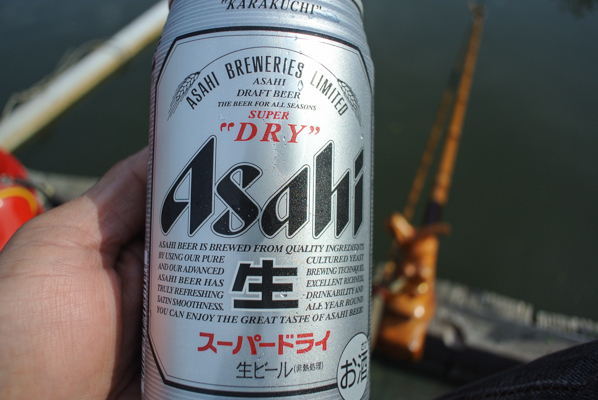 "KARAKUCHI"
ASAHI BREWERIES LIMITED
ASAHI
DRAFT BEER
THE BEER FOR ALL SEASONS
SUPER
"DRY"
Asahi
ASAHI BEER IS BREWED FROM QUALITY INGREDIENTS
BY USING OUR PURE CULTURED YEAST
AND OUR ADVANCED BREWING TECHNIQUES.
ASAHI BEER HAS EXCELLENT RICHNESS,
TRULY REFRESHING DRINKABILITY AND
SATIN SMOOTHNESS. ALL YEAR ROUND
YOU CAN ENJOY THE GREAT TASTE OF ASAHI BEER.
生
スーパードライ
生ビール(非熱処理)
お酒